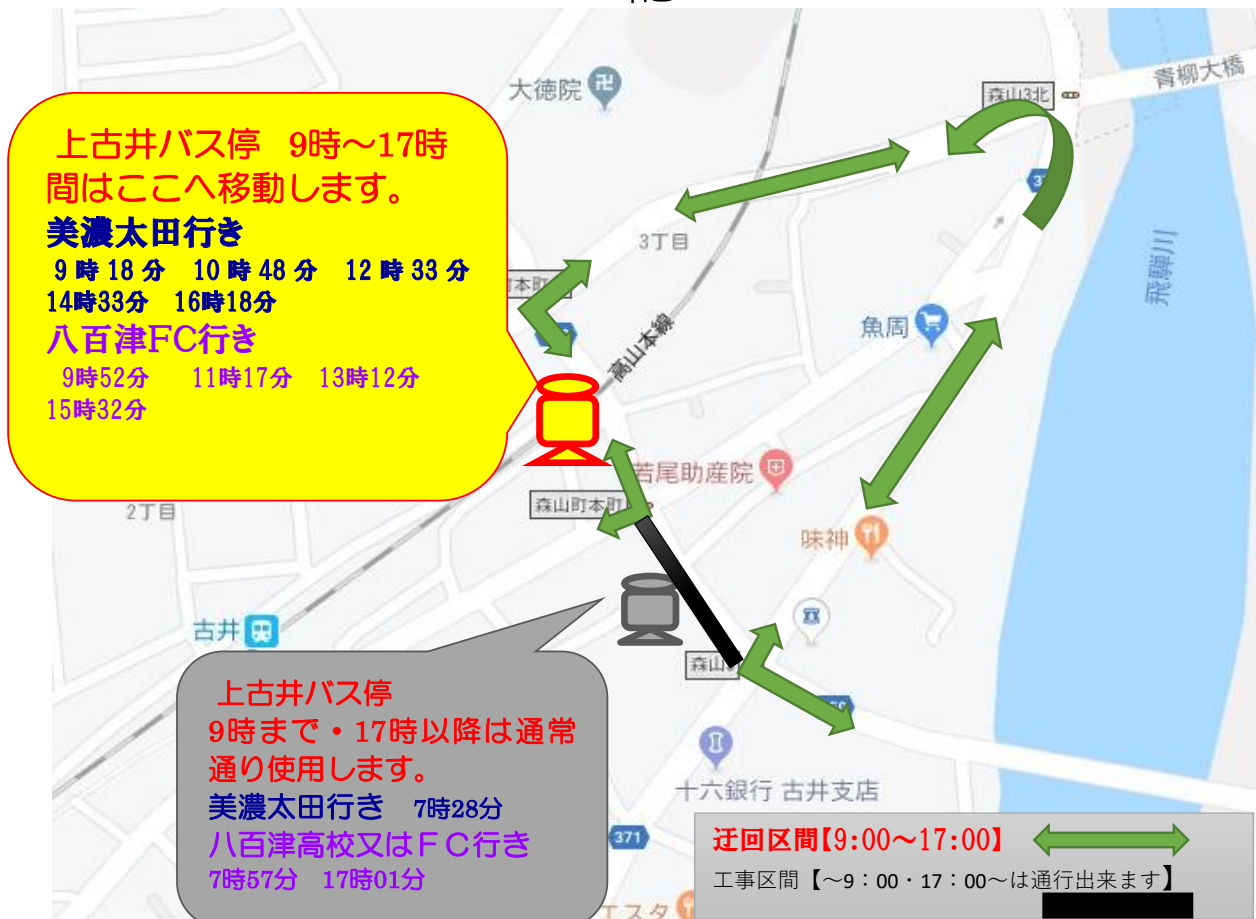 大徳院
青柳大橋
森山3北
上古井バス停 9時～17時
間はここへ移動します。
美濃太田行き
9時18分 10時48分 12時33分
14時33分 16時18分
八百津FC行き
9時52分 11時17分 13時12分
15時32分
3丁目
飛騨川
魚周
高山本線
若尾助産院
2丁目
森山町本町
味神
古井
森山
上古井バス停
9時まで・17時以降は通常
通り使用します。
美濃太田行き 7時28分
八百津高校又はＦＣ行き
7時57分 17時01分
十六銀行 古井支店
371
迂回区間【9:00～17:00】
工事区間【～9：00・17：00～は通行出来ます】